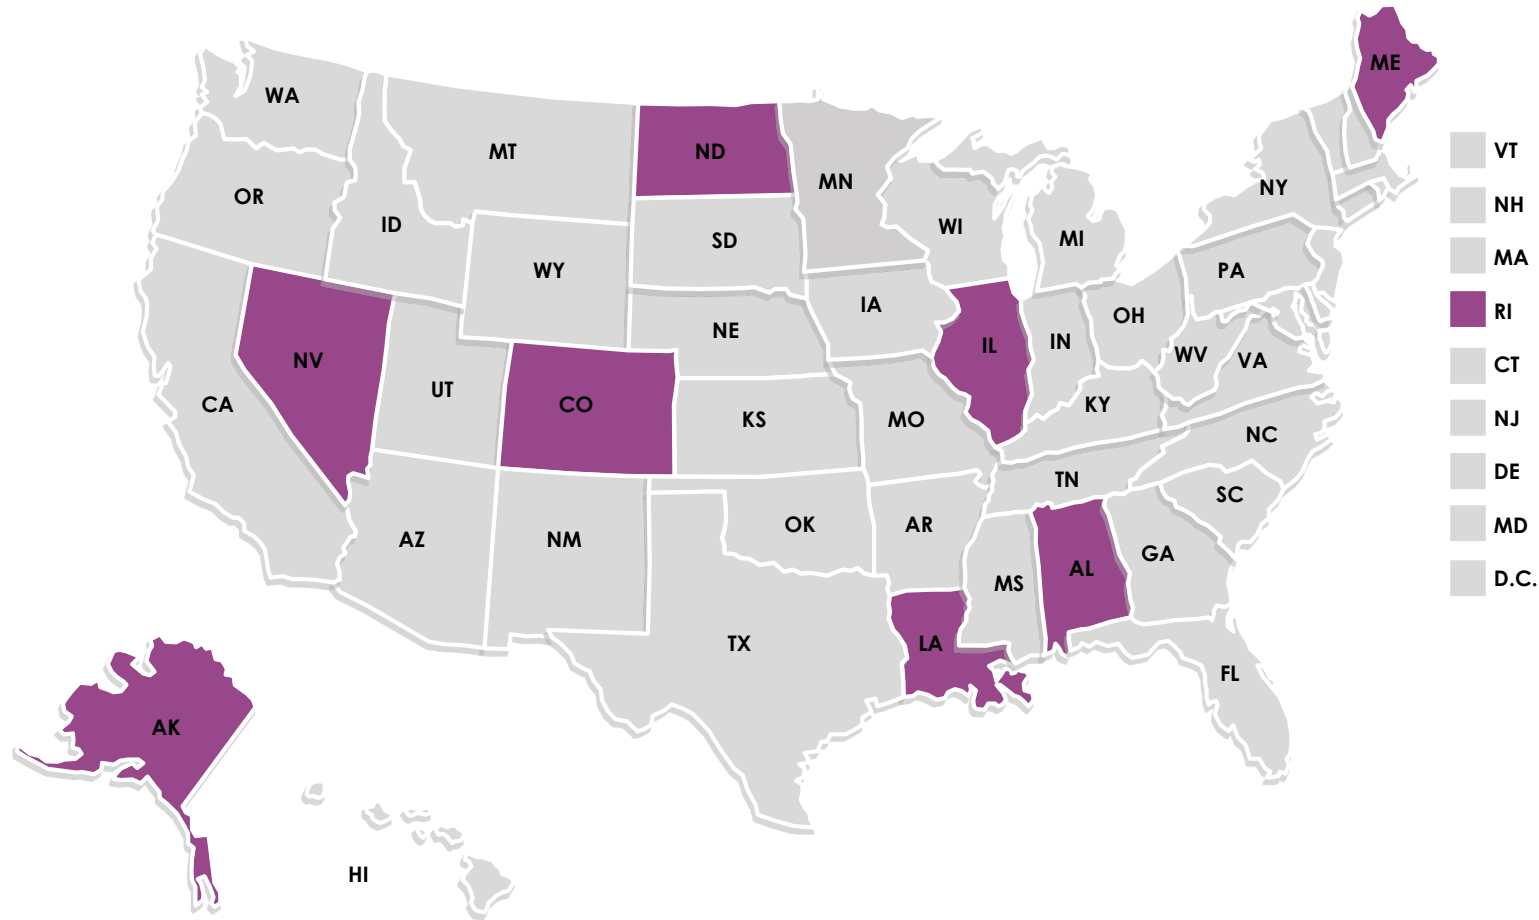 ME
WA
MT
ND
MN
VT
OR
NY
NH
ID
WI
MI
SD
MA
WY
PA
IA
RI
OH
NE
IN
IL
WV
VA
NV
CT
UT
CO
CA
KY
KS
MO
NJ
NC
DE
TN
SC
OK
AR
MD
AZ
NM
GA
AL
D.C.
MS
TX
LA
FL
AK
HI